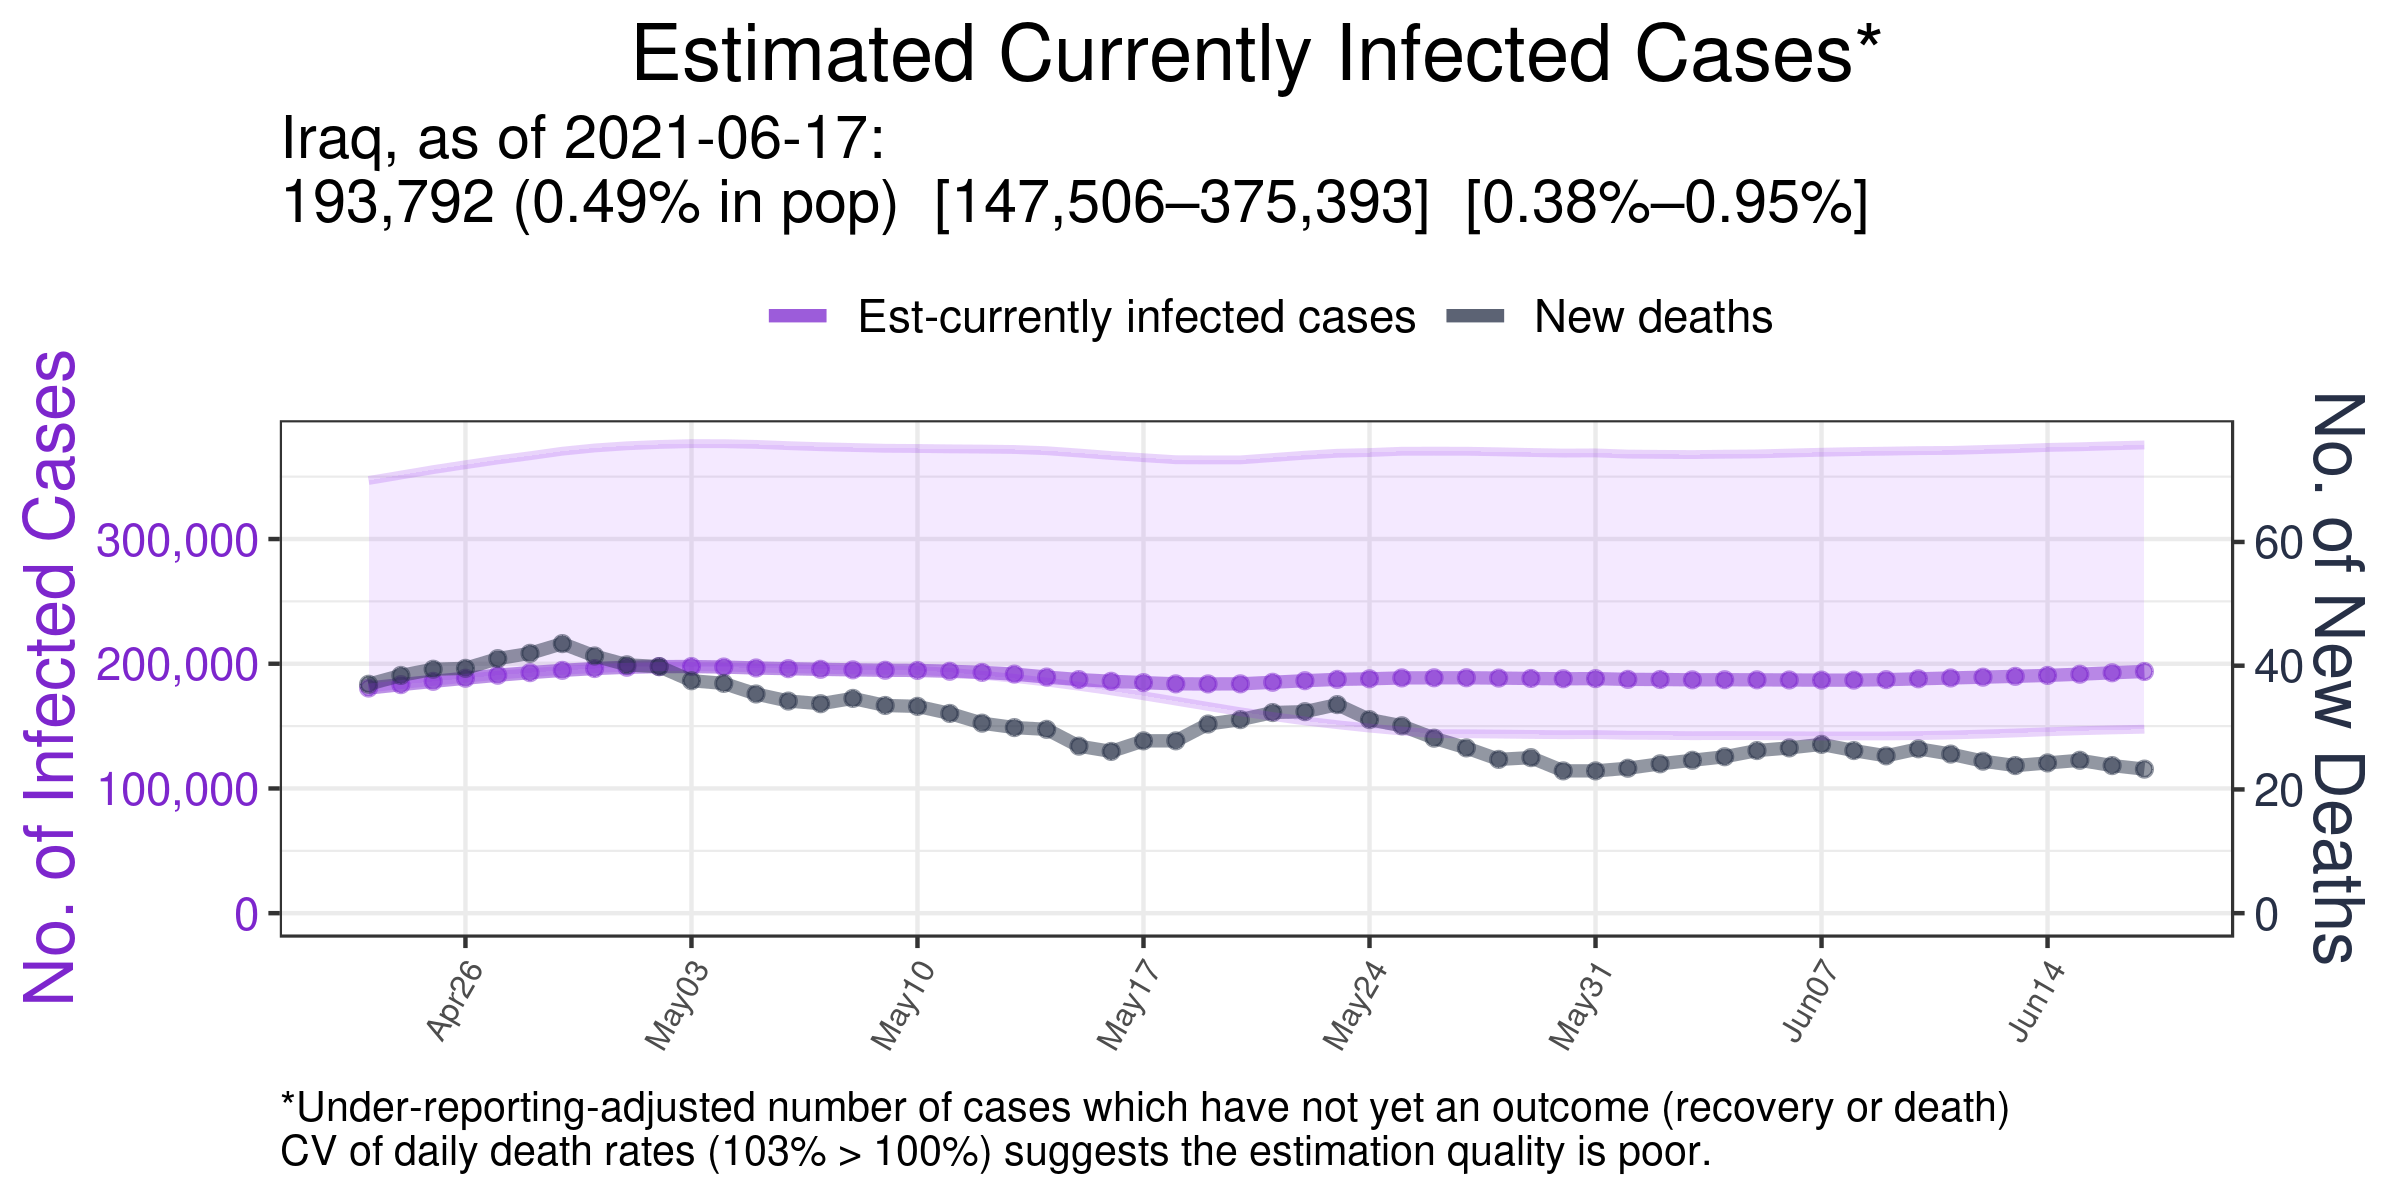 Estimated Currently Infected Cases*
Iraq, as of 2021-06-17:
193,792 (0.49% in pop)  [147,506–375,393]  [0.38%–0.95%]
Est-currently infected cases
New deaths
No. of Infected Cases
300,000
200,000
100,000
0
60
40
20
0
No. of New Deaths
Apr26
May03
May10
May17
May24
May31
Jun07
Jun14
*Under-reporting-adjusted number of cases which have not yet an outcome (recovery or death)
CV of daily death rates (103% > 100%) suggests the estimation quality is poor.